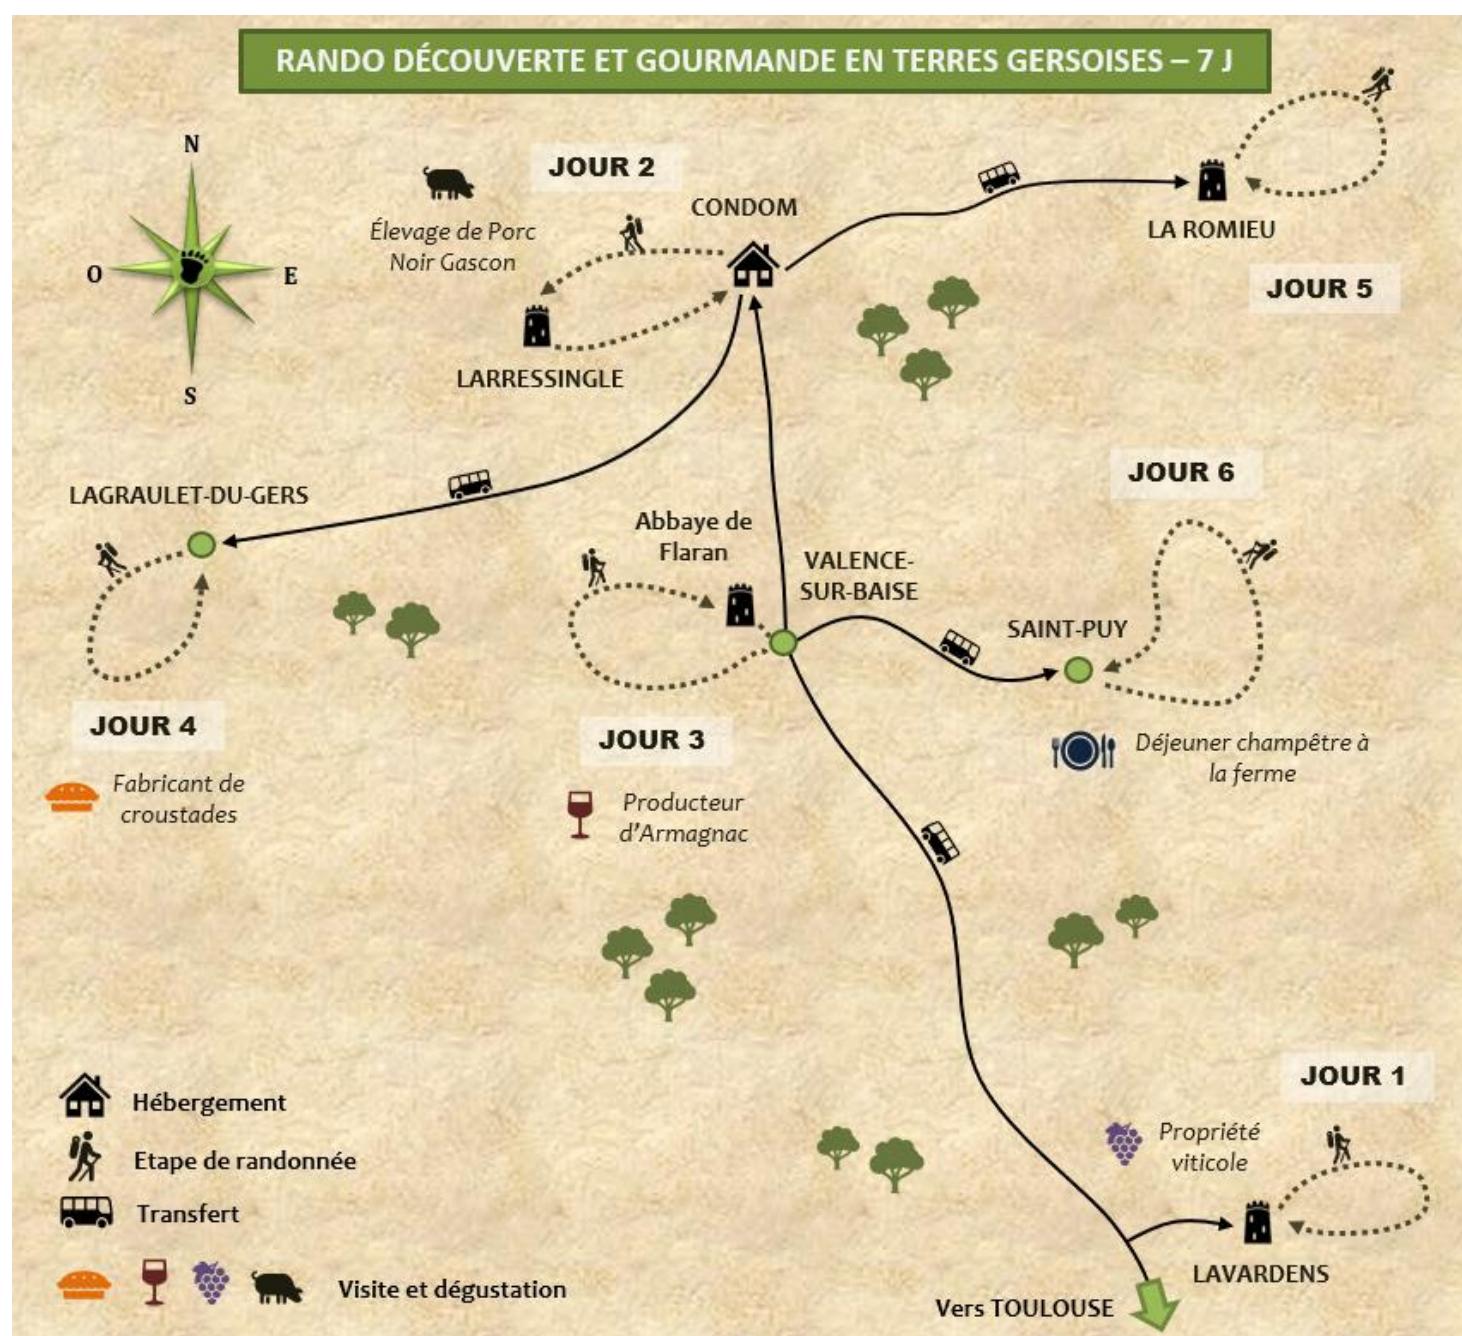 RANDO DÉCOUVERTE ET GOURMANDE EN TERRES GERSOISES – 7 J
N
O
E
S
JOUR 2
Élevage de Porc
Noir Gascon
CONDOM
LARRESSINGLE
LA ROMIEU
JOUR 5
LAGRAULET-DU-GERS
JOUR 4
Fabricant de
croustades
Abbaye de
Flaran
VALENCE-
SUR-BAISE
JOUR 3
Producteur
d'Armagnac
JOUR 6
SAINT-PUY
Déjeuner champêtre à
la ferme
JOUR 1
Propriété
viticole
LAVARDENS
Vers TOULOUSE
Hébergement
Etape de randonnée
Transfert
Visite et dégustation